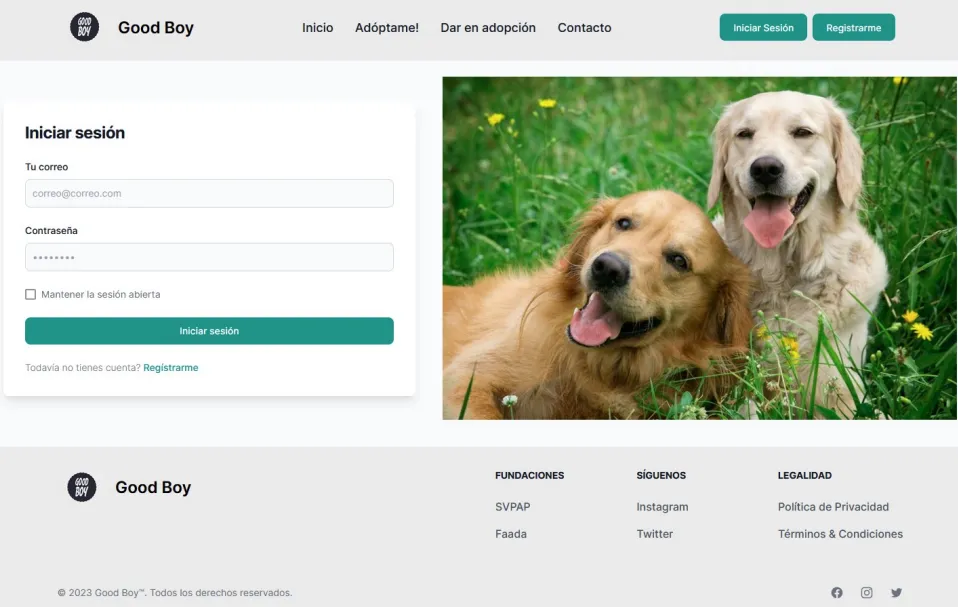 GOOD BOY
Good Boy
Inicio Adóptame! Dar en adopción Contacto
Iniciar Sesión Registrarme
Iniciar sesión
Tu correo
correo@correo.com
Contraseña
••••••••
Mantener la sesión abierta
Iniciar sesión
Todavía no tienes cuenta? Regístrarme
GOOD BOY
Good Boy
FUNDACIONES
SVPAP
Faada
SÍGUENOS
Instagram
Twitter
LEGALIDAD
Política de Privacidad
Términos & Condiciones
© 2023 Good Boy™. Todos los derechos reservados.